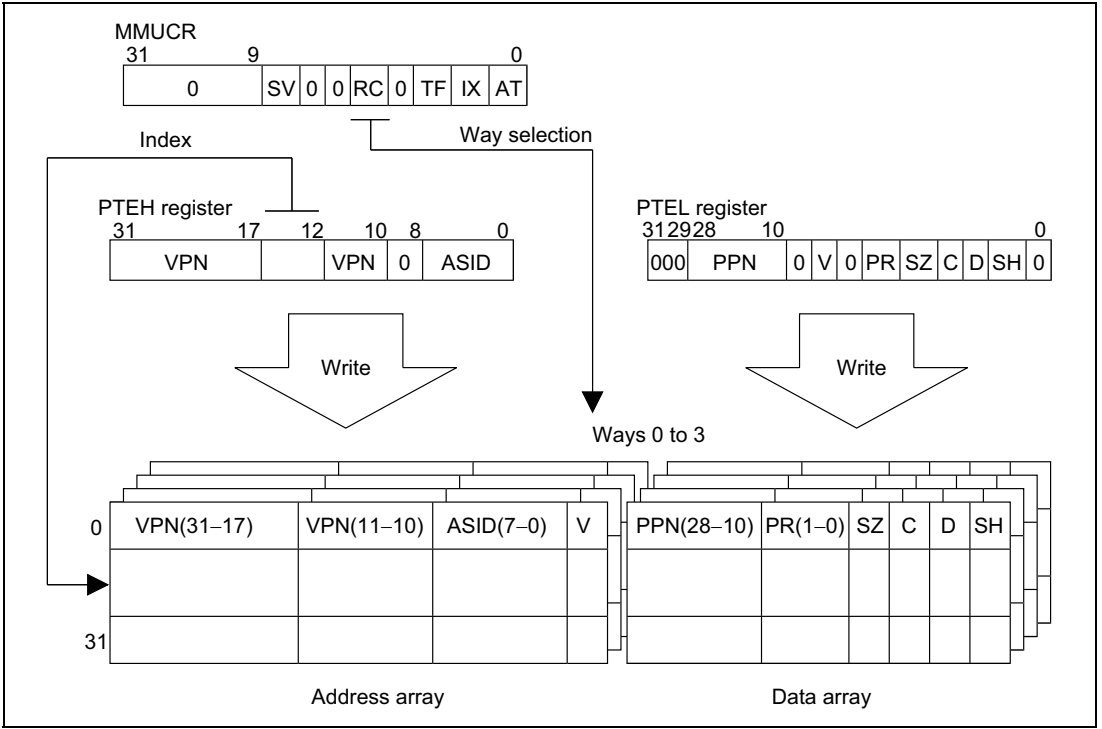 MMUCR
31 9 0
0 SV 0 0 RC 0 TF IX AT
Index
Way selection
PTEH register
31 17 12 10 8 0
VPN VPN 0 ASID
PTEL register
31 29 28 10 0
000 PPN 0 V 0 PR SZ C D SH 0
Write
Write
Ways 0 to 3
0 VPN(31–17) VPN(11–10) ASID(7–0) V
PPN(28–10) PR(1–0) SZ C D SH
31
Address array
Data array